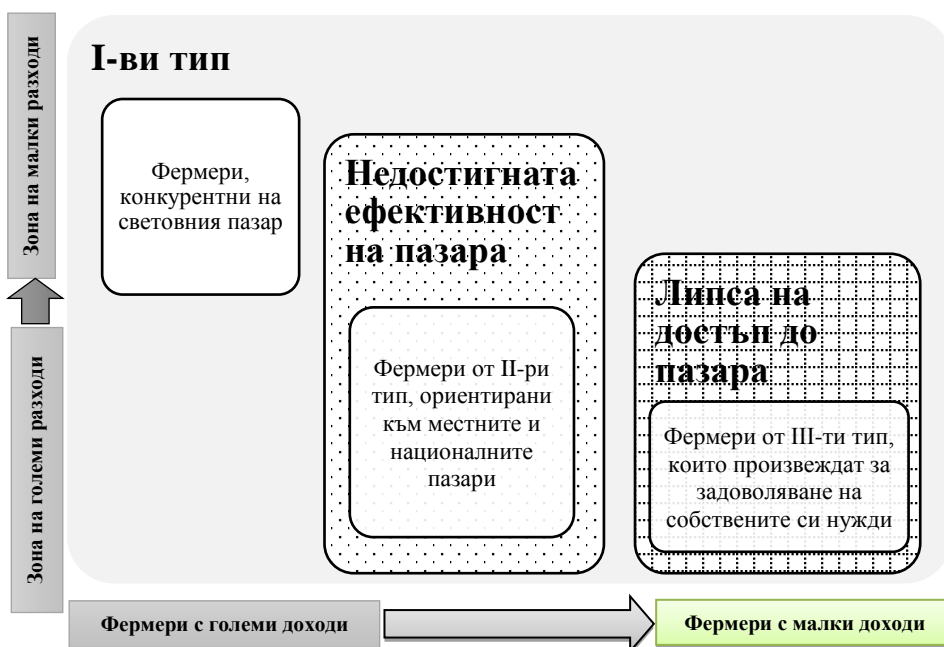 I-ви тип
Зона на малки разходи
Фермери,
конкурентни на
световния пазар
Недостигната
ефективност
на пазара
Фермери от II-ри
тип, ориентирани
към местните и
националните
пазари
Липса на
достъп до
пазара
Фермери от III-ти тип,
които произвеждат за
задоволяване на
собствените си нужди
Зона на големи разходи
Фермери с големи доходи
Фермери с малки доходи